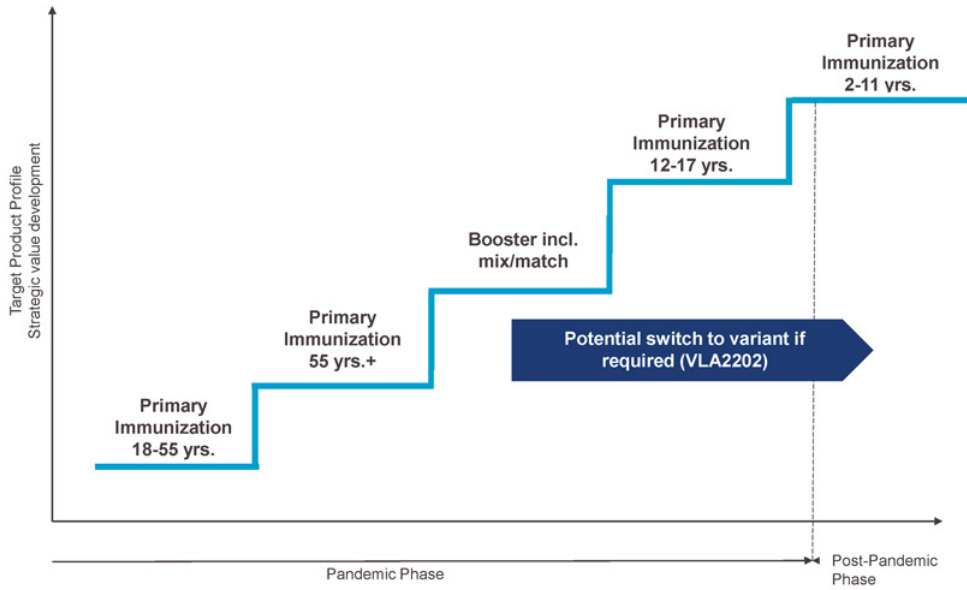 Primary
Immunization
2-11 yrs.
Primary
Immunization
12-17 yrs.
Booster incl.
mix/match
Primary
Immunization
55 yrs.+
Primary
Immunization
18-55 yrs.
Potential switch to variant if
required (VLA2202)
Target Product Profile
Strategic value development
Pandemic Phase
Post-Pandemic
Phase